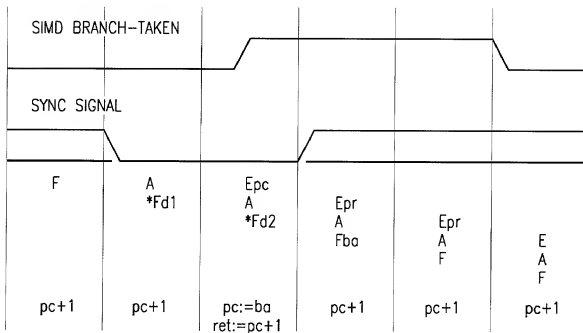 SIMD BRANCH-TAKEN
SYNC SIGNAL
F A Epc
*Fd1 A Epr
*Fd2 A Epr
Fba A E
F A
F
pc+1 pc+1 pc:=ba pc+1 pc+1 pc+1
ret:=pc+1